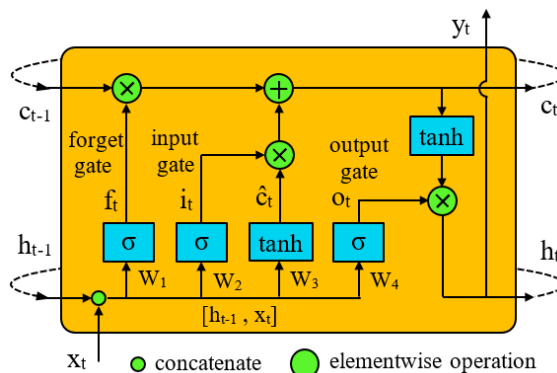 yₜ
cₜ₋₁
× + cₜ
forget gate
input gate
output gate
tanh
× ×
fₜ iₜ ĉₜ oₜ
σ σ tanh σ
hₜ₋₁ hₜ
W₁ W₂ W₃ W₄
[hₜ₋₁ , xₜ]
xₜ
concatenate elementwise operation